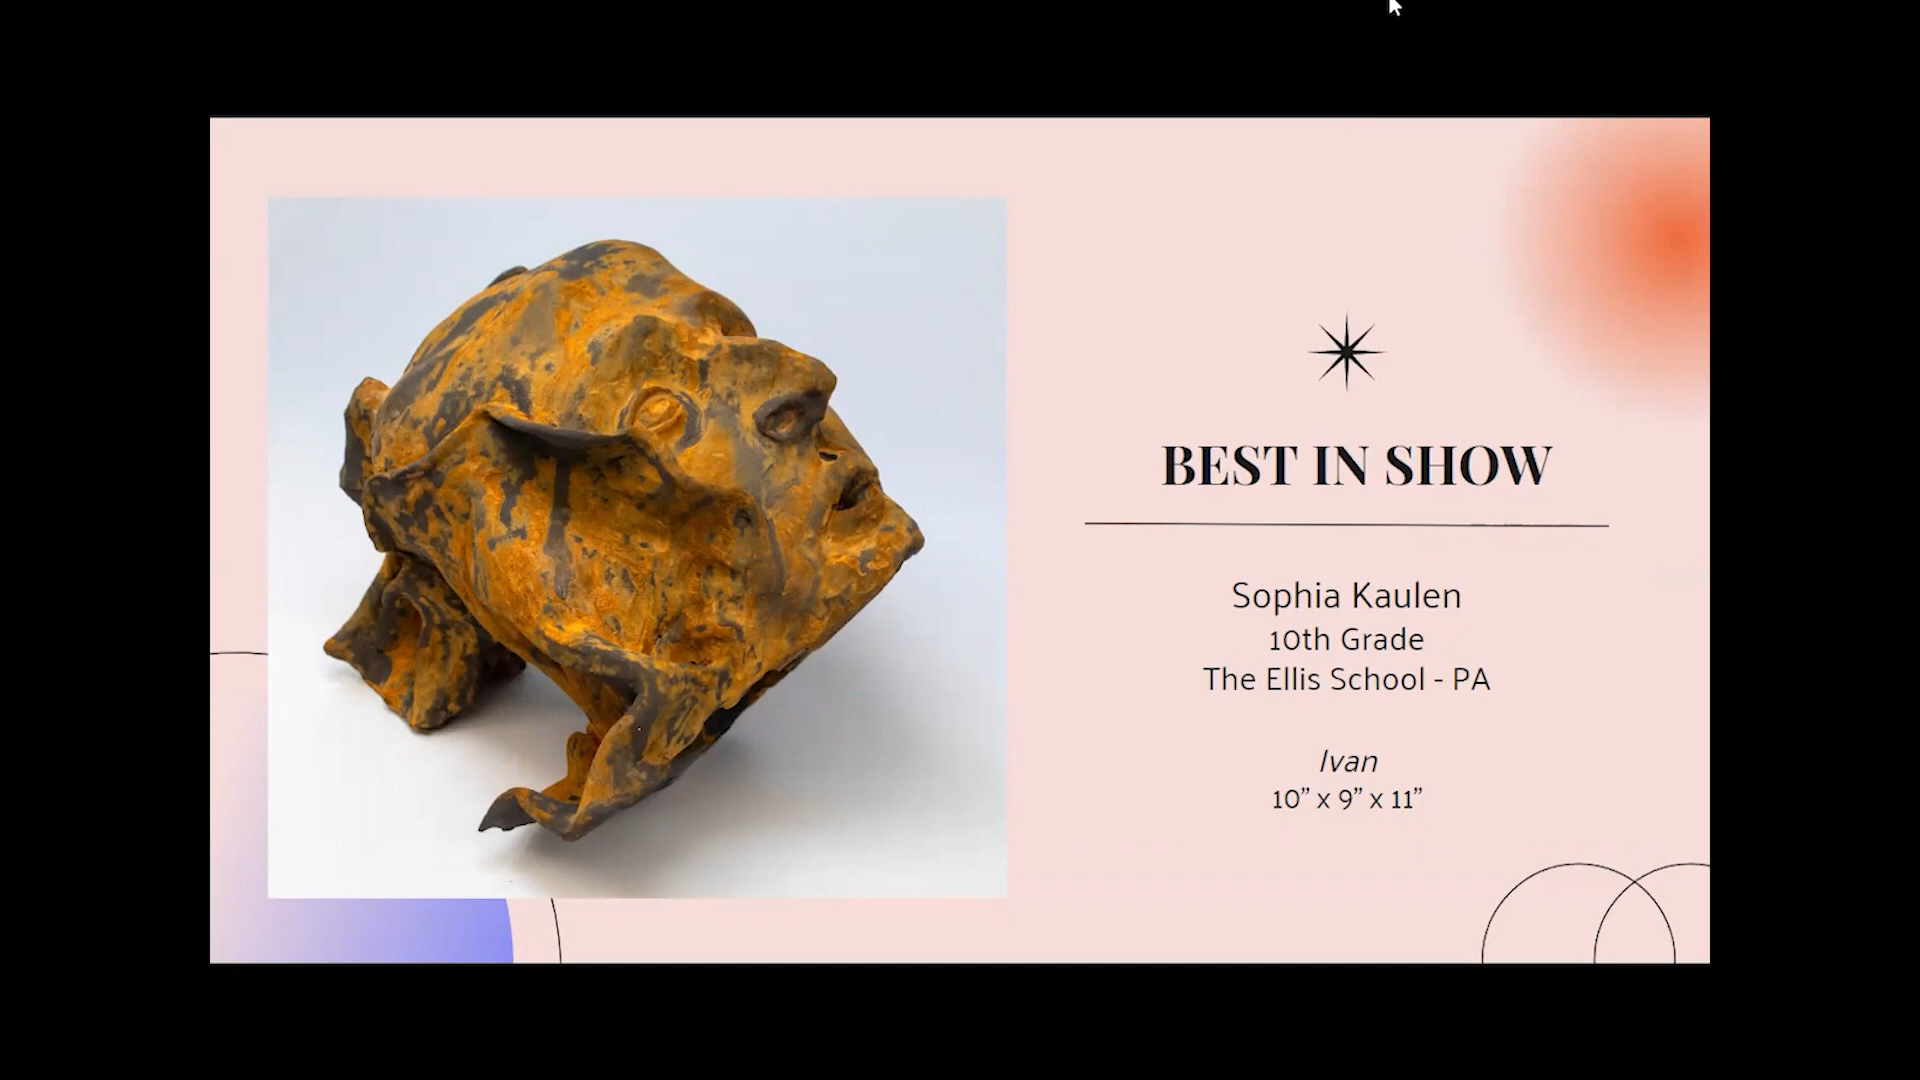 BEST IN SHOW
Sophia Kaulen
10th Grade
The Ellis School - PA
Ivan
10” x 9” x 11”